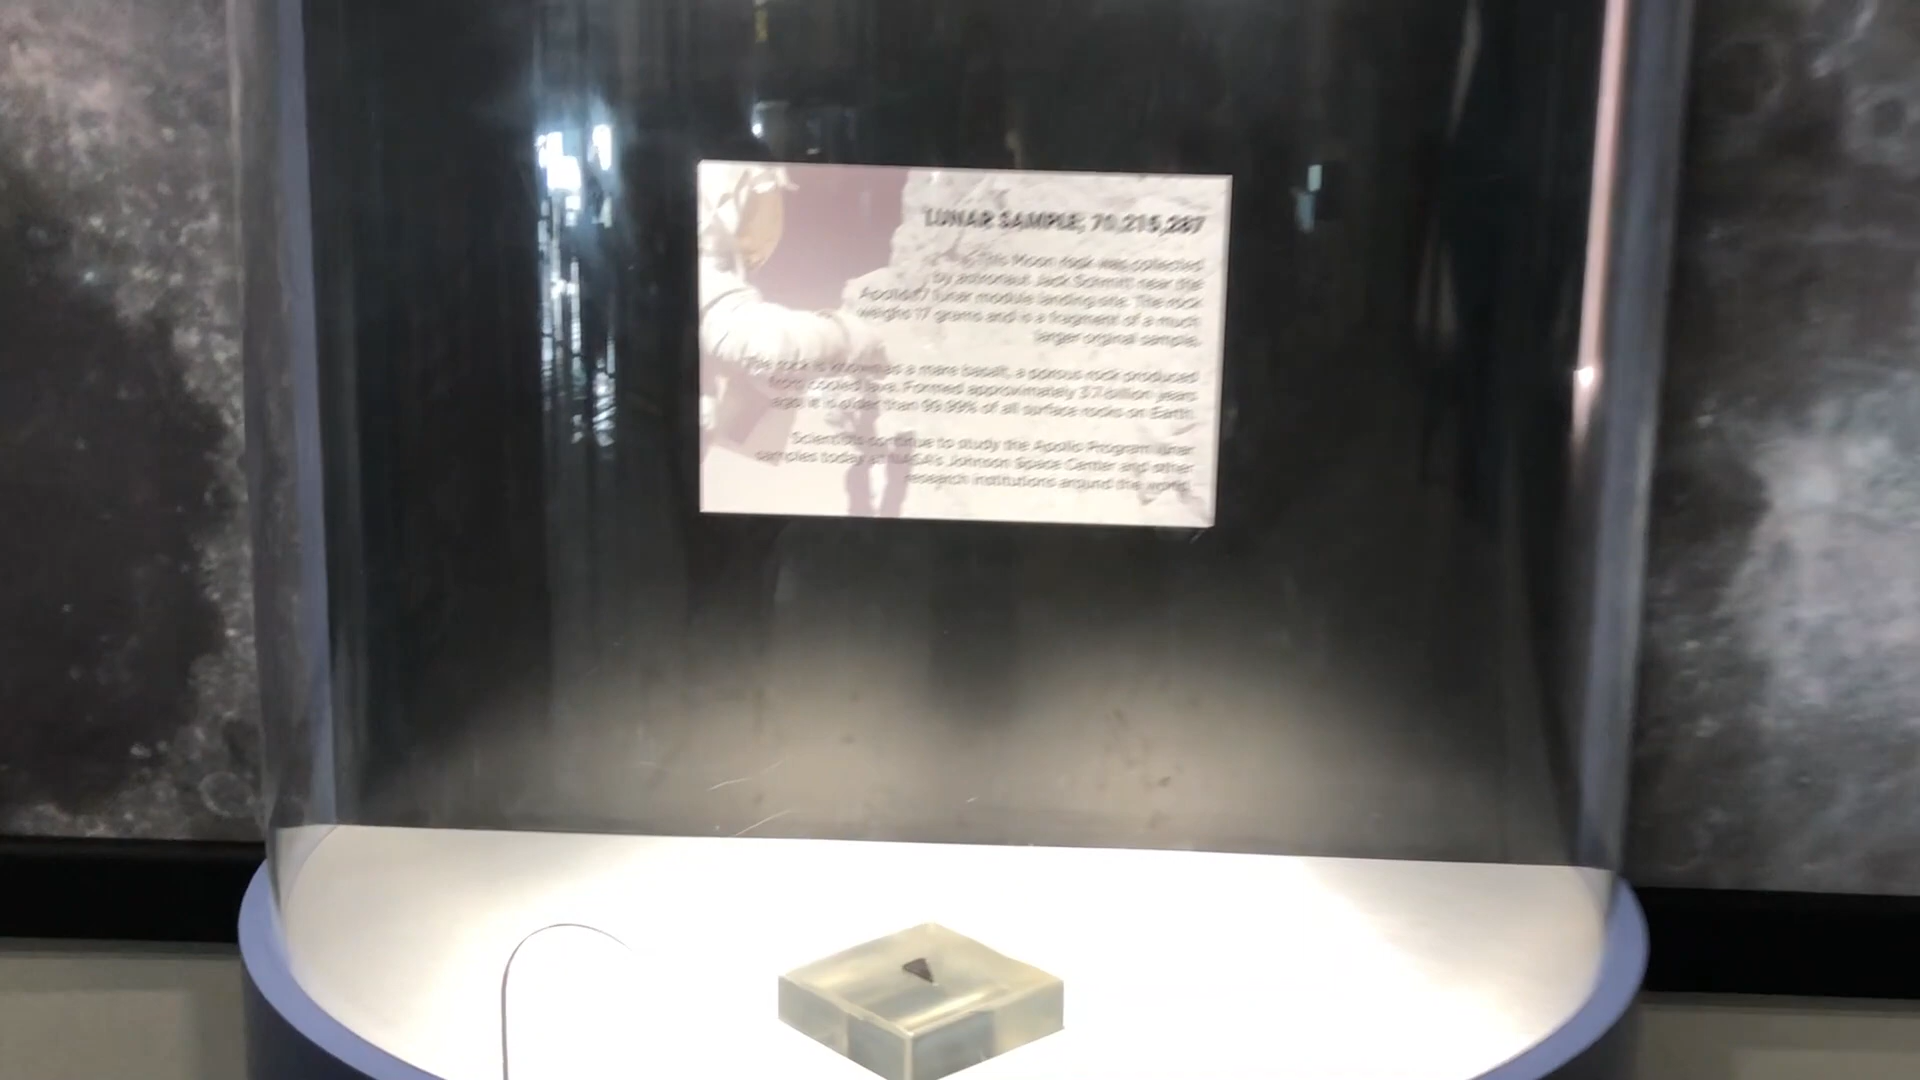 LUNAR SAMPLE; 70,215,287
This Moon rock was collected
by astronaut Jack Schmitt near the
Apollo 17 lunar module landing site. The rock
weighs 17 grams and is a fragment of a much
larger original sample.
This rock is known as a mare basalt, a porous rock produced
from cooled lava. Formed approximately 3.7 billion years
ago, it is older than 99.99% of all surface rocks on Earth.
Scientists continue to study the Apollo Program lunar
samples today at NASA's Johnson Space Center and other
research institutions around the world.